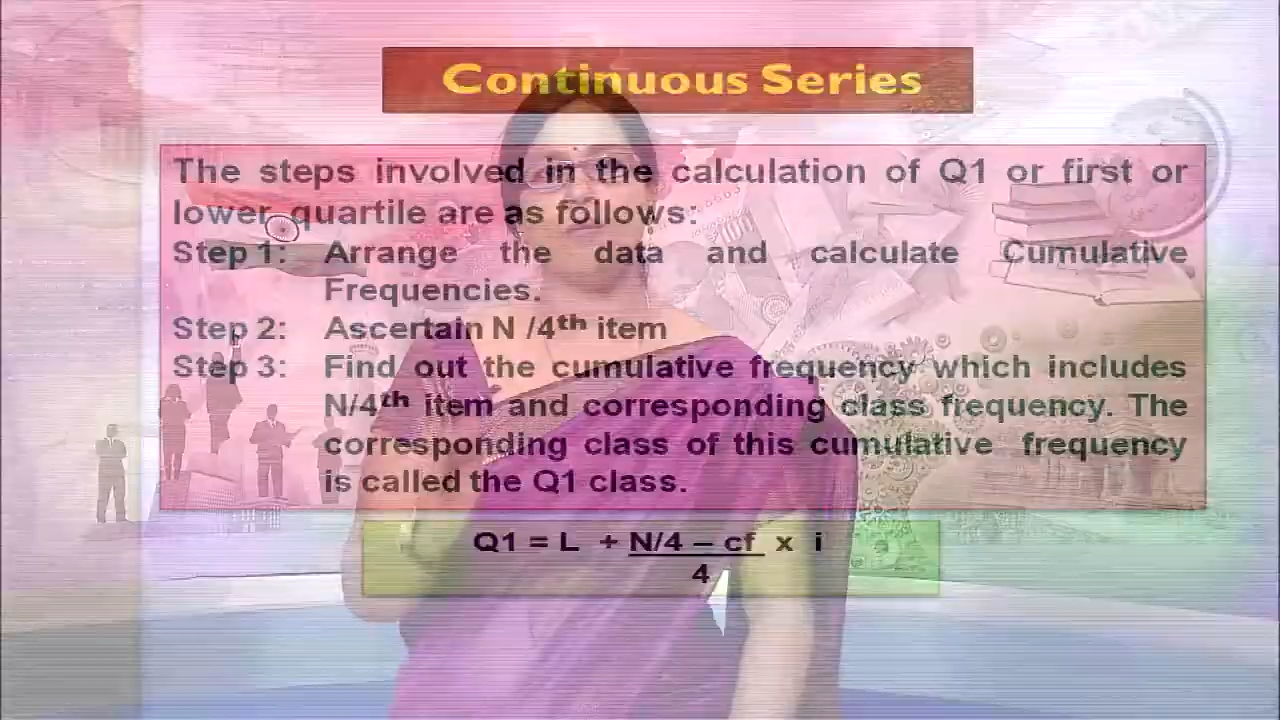 Continuous Series
The steps involved in the calculation of Q1 or first or
lower quartile are as follows:
Step 1: Arrange the data and calculate Cumulative
Frequencies.
Step 2: Ascertain N /4th item
Step 3: Find out the cumulative frequency which includes
N/4th item and corresponding class frequency. The
corresponding class of this cumulative frequency
is called the Q1 class.
Q1 = L + N/4 – cf x i
4